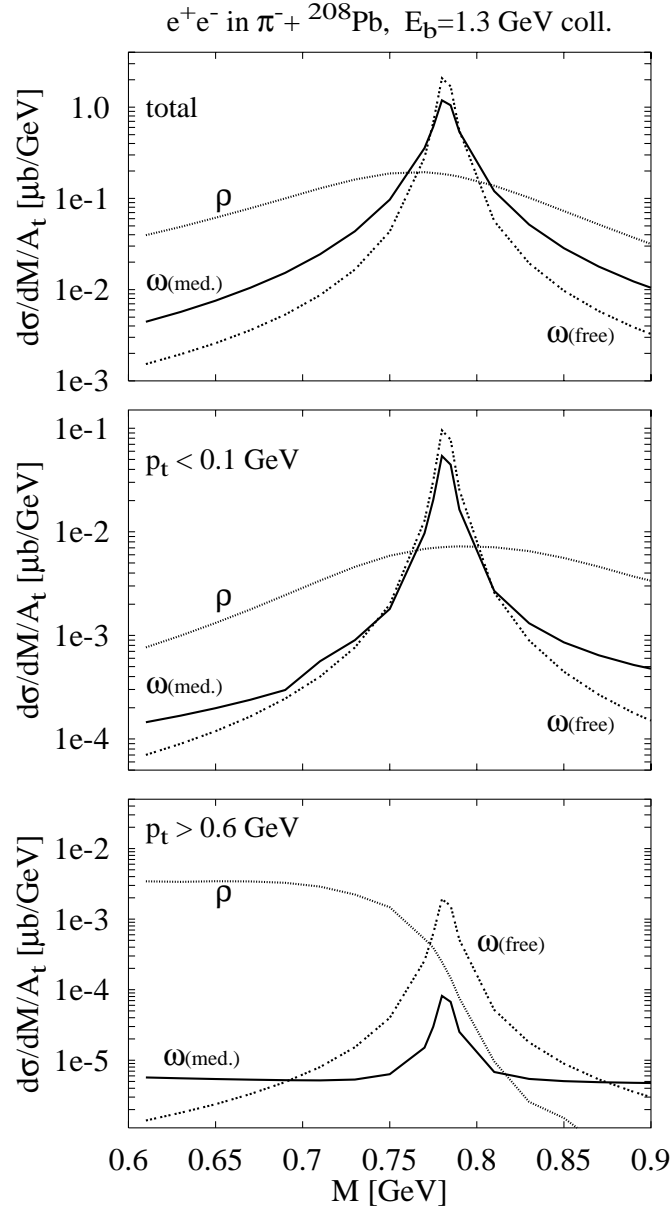 e⁺e⁻ in π⁻+ ²⁰⁸Pb, E_b=1.3 GeV coll.
total
dσ/dM/A_t [μb/GeV]
1.0
1e-1
1e-2
1e-3
ρ
ω(med.)
ω(free)
p_t < 0.1 GeV
dσ/dM/A_t [μb/GeV]
1e-1
1e-2
1e-3
1e-4
ρ
ω(med.)
ω(free)
p_t > 0.6 GeV
dσ/dM/A_t [μb/GeV]
1e-2
1e-3
1e-4
1e-5
ρ
ω(free)
ω(med.)
0.6 0.65 0.7 0.75 0.8 0.85 0.9
M [GeV]